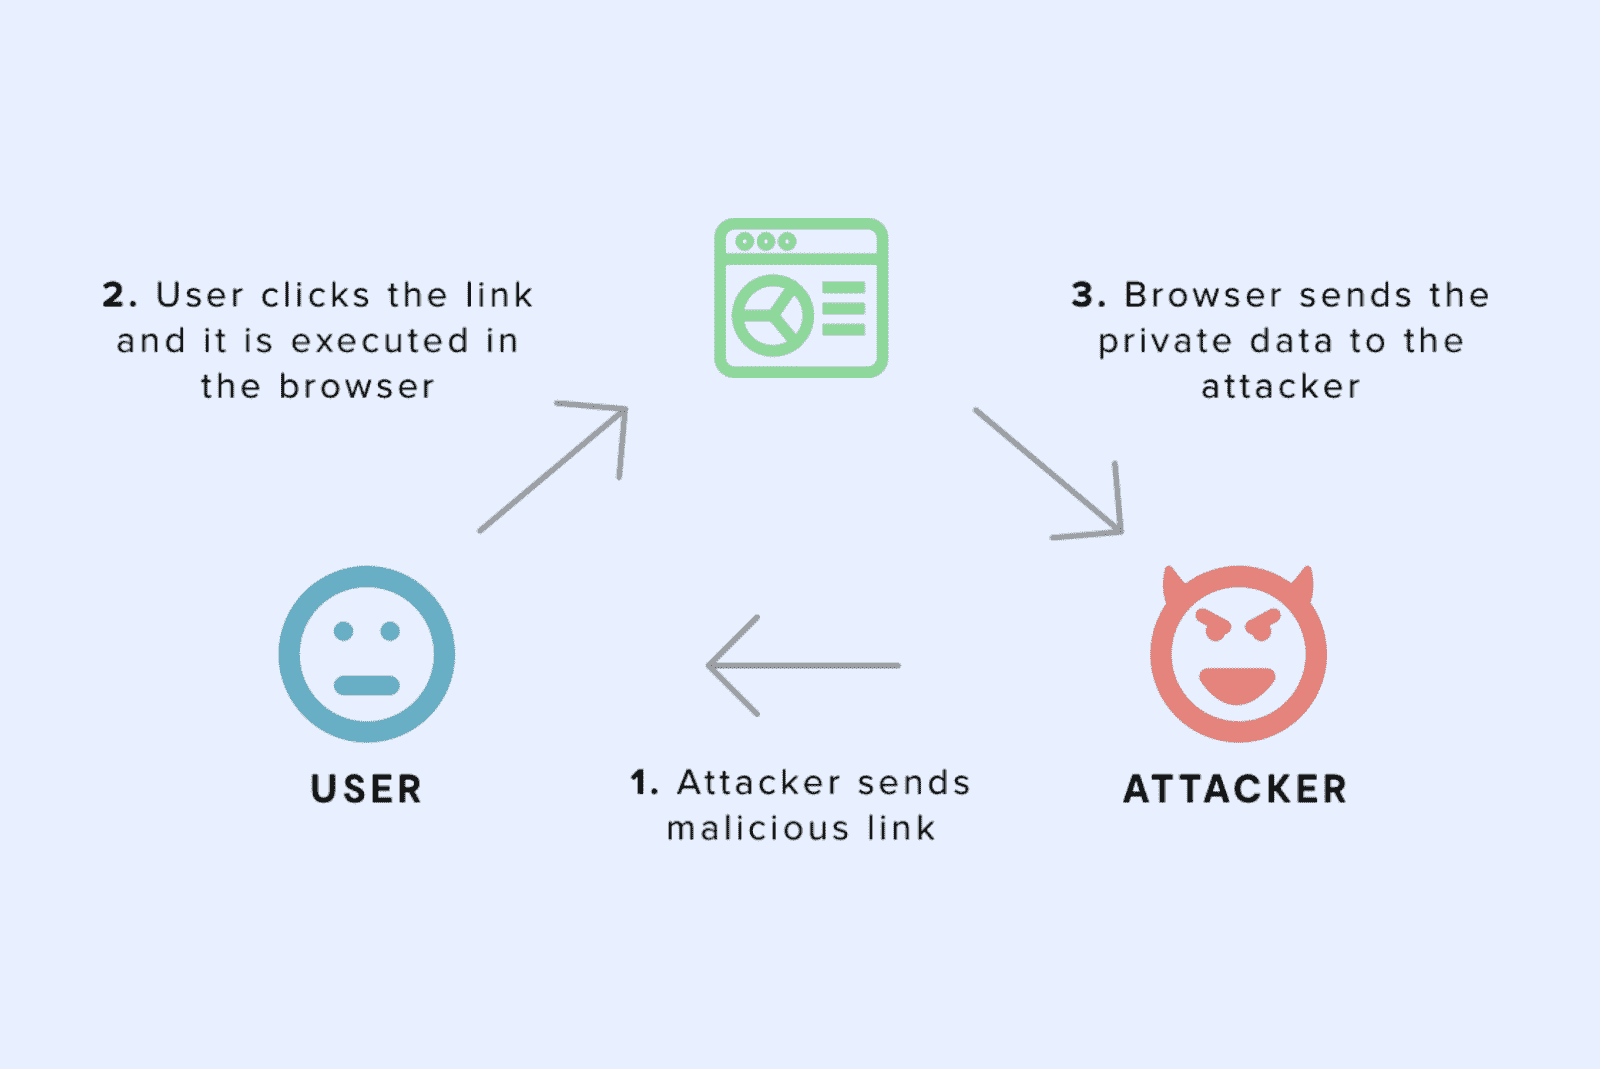 2. User clicks the link
and it is executed in
the browser
3. Browser sends the
private data to the
attacker
USER
1. Attacker sends
malicious link
ATTACKER